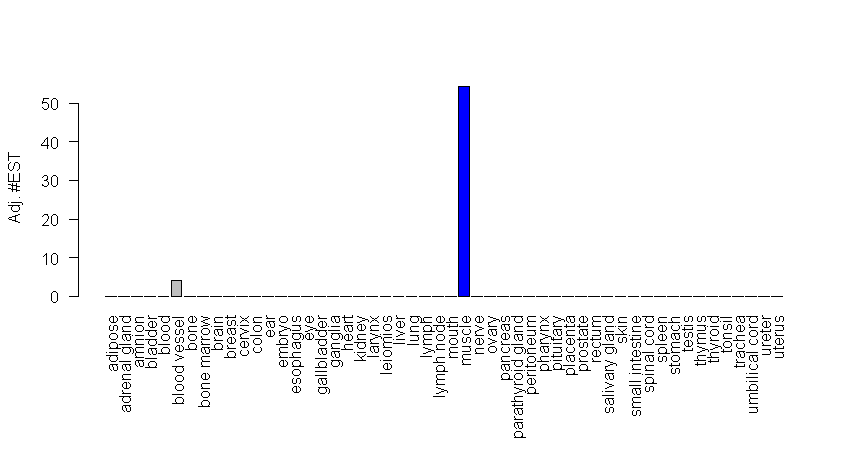 Adj. #EST
50
40
30
20
10
0
adipose
adrenal gland
amnion
bladder
blood
blood vessel
bone
bone marrow
brain
breast
cervix
colon
ear
embryo
esophagus
eye
gallbladder
ganglia
heart
kidney
larynx
leiomios
liver
lung
lymph
lymph node
mouth
muscle
nerve
ovary
pancreas
parathyroid gland
peritoneum
pharynx
pituitary
placenta
prostate
rectum
salivary gland
skin
small intestine
spinal cord
spleen
stomach
testis
thymus
thyroid
tonsil
trachea
umbilical cord
ureter
uterus